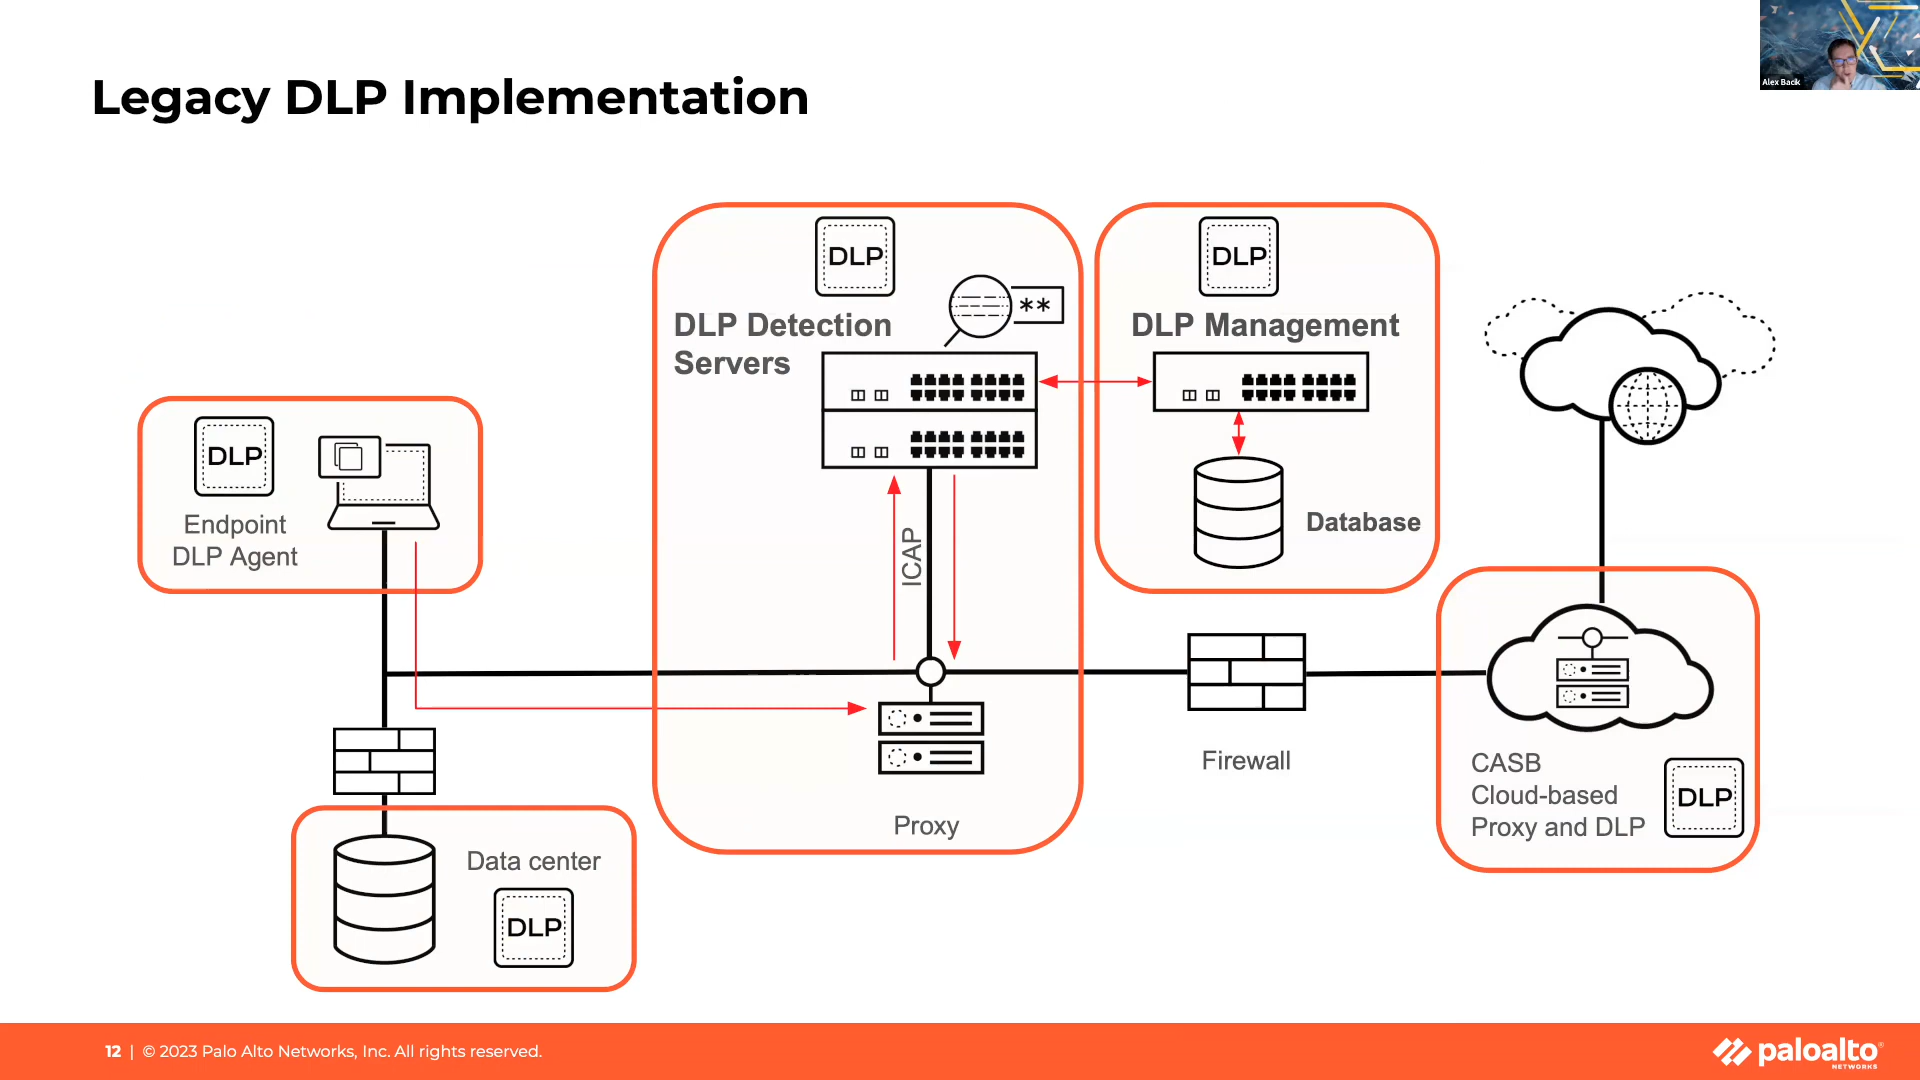 Alex Bacik
Legacy DLP Implementation
DLP
DLP Detection
Servers
**
DLP
DLP Management
Database
DLP
Endpoint
DLP Agent
ICAP
Proxy
Firewall
CASB
Cloud-based
Proxy and DLP
DLP
Data center
DLP
12 | © 2023 Palo Alto Networks, Inc. All rights reserved.
paloalto®
NETWORKS